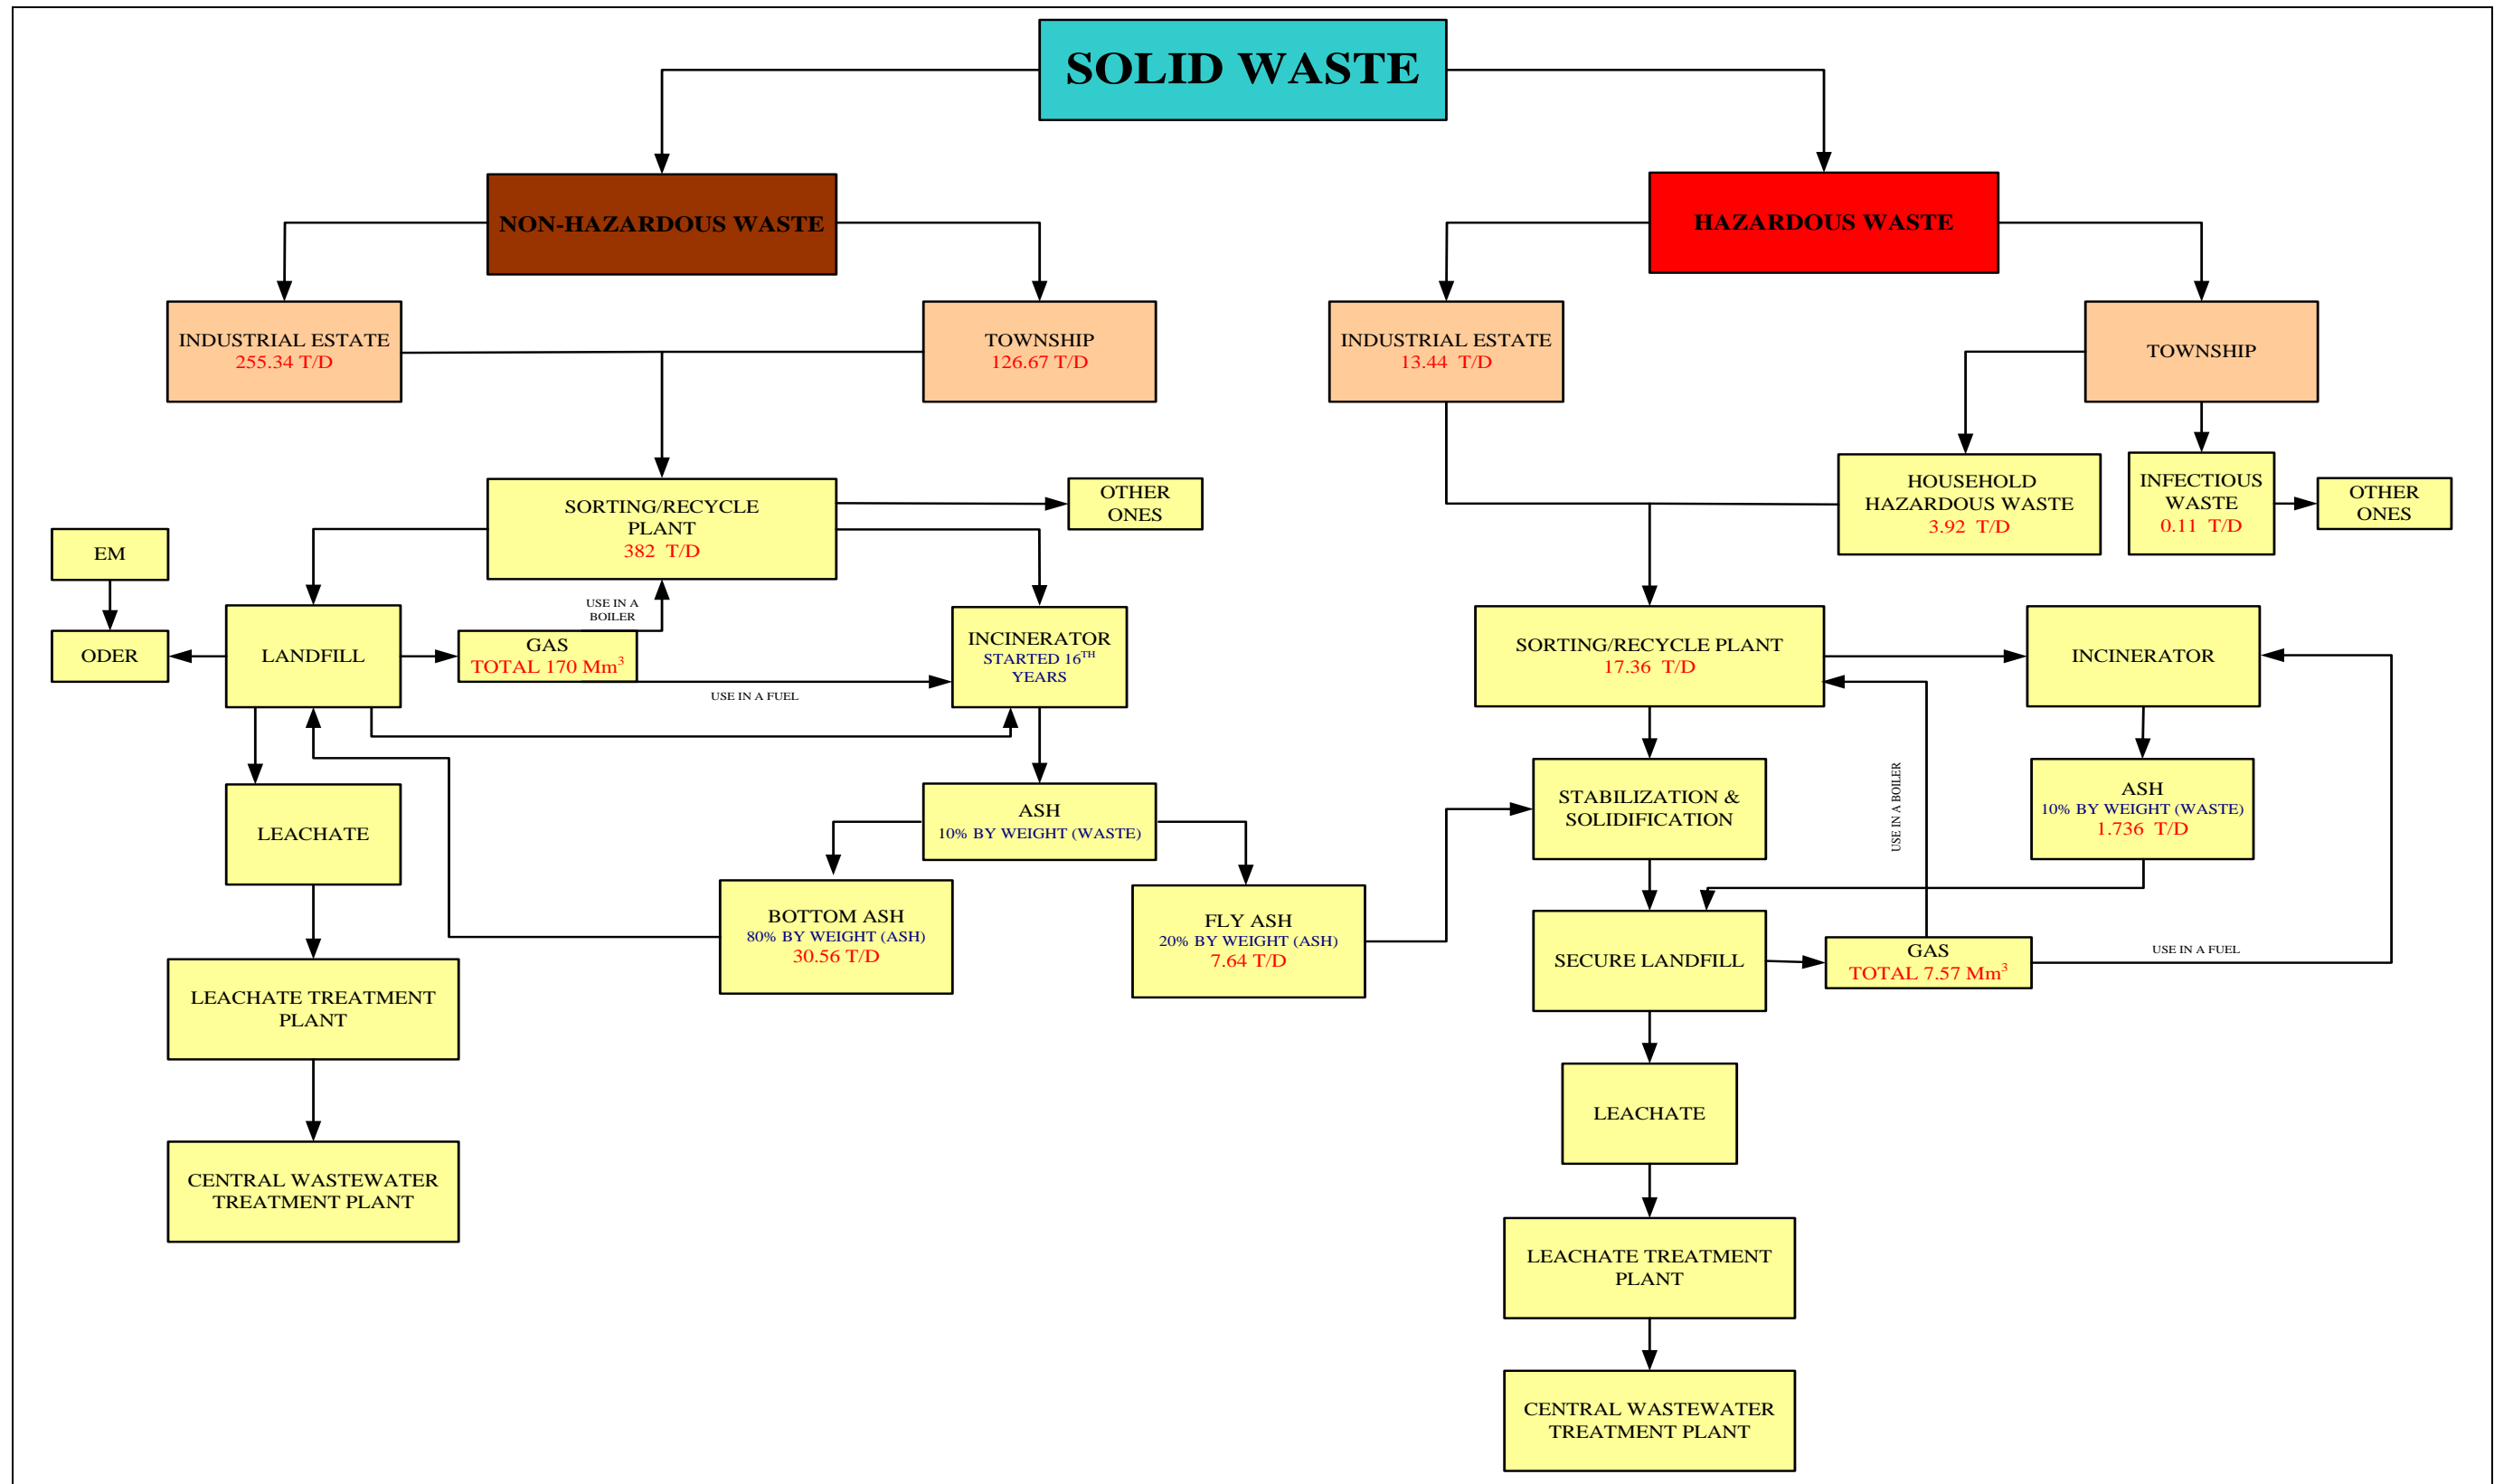 SOLID WASTE
NON-HAZARDOUS WASTE
HAZARDOUS WASTE
INDUSTRIAL ESTATE
255.34 T/D
TOWNSHIP
126.67 T/D
INDUSTRIAL ESTATE
13.44 T/D
TOWNSHIP
SORTING/RECYCLE
PLANT
382 T/D
OTHER
ONES
HOUSEHOLD
HAZARDOUS WASTE
3.92 T/D
INFECTIOUS
WASTE
0.11 T/D
OTHER
ONES
EM
ODER
LANDFILL
GAS
TOTAL 170 Mm³
USE IN A
BOILER
USE IN A FUEL
INCINERATOR
STARTED 16TH
YEARS
SORTING/RECYCLE PLANT
17.36 T/D
INCINERATOR
LEACHATE
ASH
10% BY WEIGHT (WASTE)
STABILIZATION &
SOLIDIFICATION
USE IN A BOILER
ASH
10% BY WEIGHT (WASTE)
1.736 T/D
BOTTOM ASH
80% BY WEIGHT (ASH)
30.56 T/D
FLY ASH
20% BY WEIGHT (ASH)
7.64 T/D
SECURE LANDFILL
GAS
TOTAL 7.57 Mm³
USE IN A FUEL
LEACHATE TREATMENT
PLANT
LEACHATE
CENTRAL WASTEWATER
TREATMENT PLANT
LEACHATE TREATMENT
PLANT
CENTRAL WASTEWATER
TREATMENT PLANT